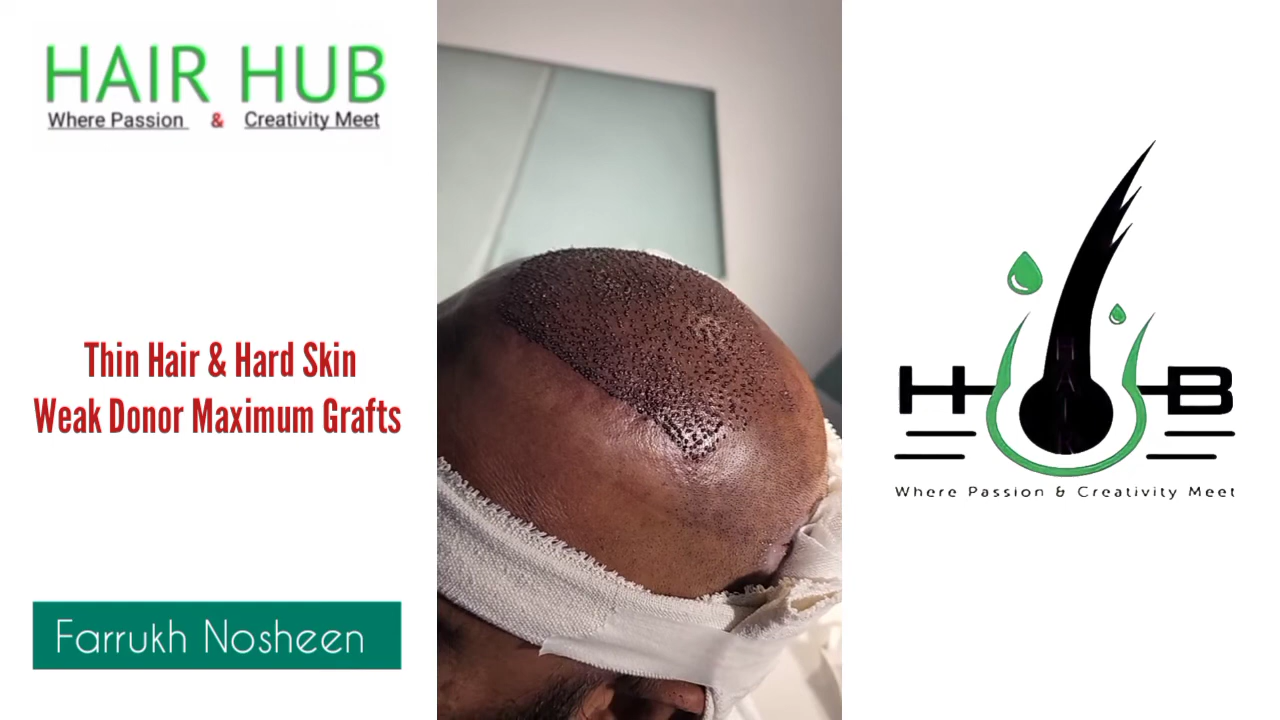 HAIR HUB
Where Passion & Creativity Meet
Thin Hair & Hard Skin
Weak Donor Maximum Grafts
Farrukh Nosheen
HUB
Where Passion & Creativity Meet